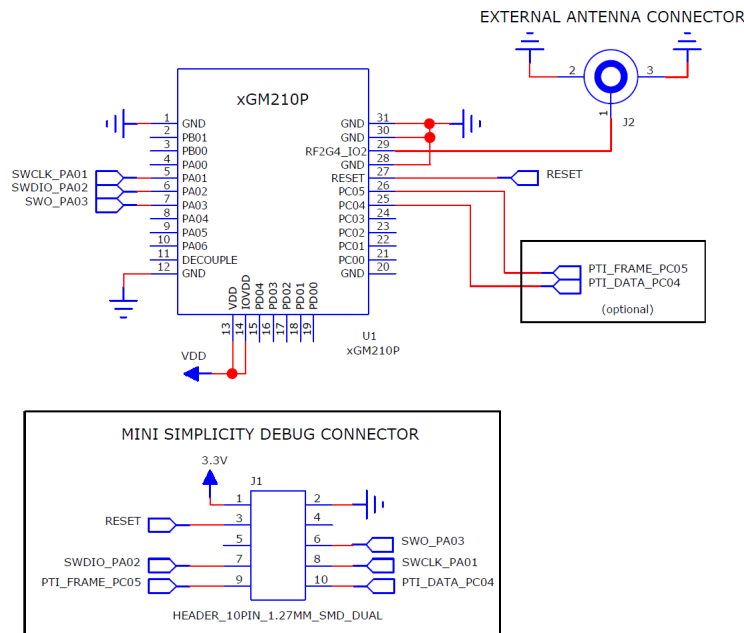 EXTERNAL ANTENNA CONNECTOR
2
3
1
J2
xGM210P
1 GND
2 PB01
3 PB00
4 PA00
SWCLK_PA01 5 PA01
SWDIO_PA02 6 PA02
SWO_PA03 7 PA03
8 PA04
9 PA05
10 PA06
11 DECOUPLE
12 GND
GND 31
GND 30
RF2G4_IO2 29
GND 28
RESET 27 RESET
PC05 26
PC04 25
PC03 24
PC02 23
PC01 22
PC00 21
GND 20
VDD 13
IOVDD 14
PD04 15
PD03 16
PD02 17
PD01 18
PD00 19
PTI_FRAME_PC05
PTI_DATA_PC04
(optional)
U1
xGM210P
VDD
MINI SIMPLICITY DEBUG CONNECTOR
3.3V
J1
1 2
RESET 3 4
5 6 SWO_PA03
SWDIO_PA02 7 8 SWCLK_PA01
PTI_FRAME_PC05 9 10 PTI_DATA_PC04
HEADER_10PIN_1.27MM_SMD_DUAL